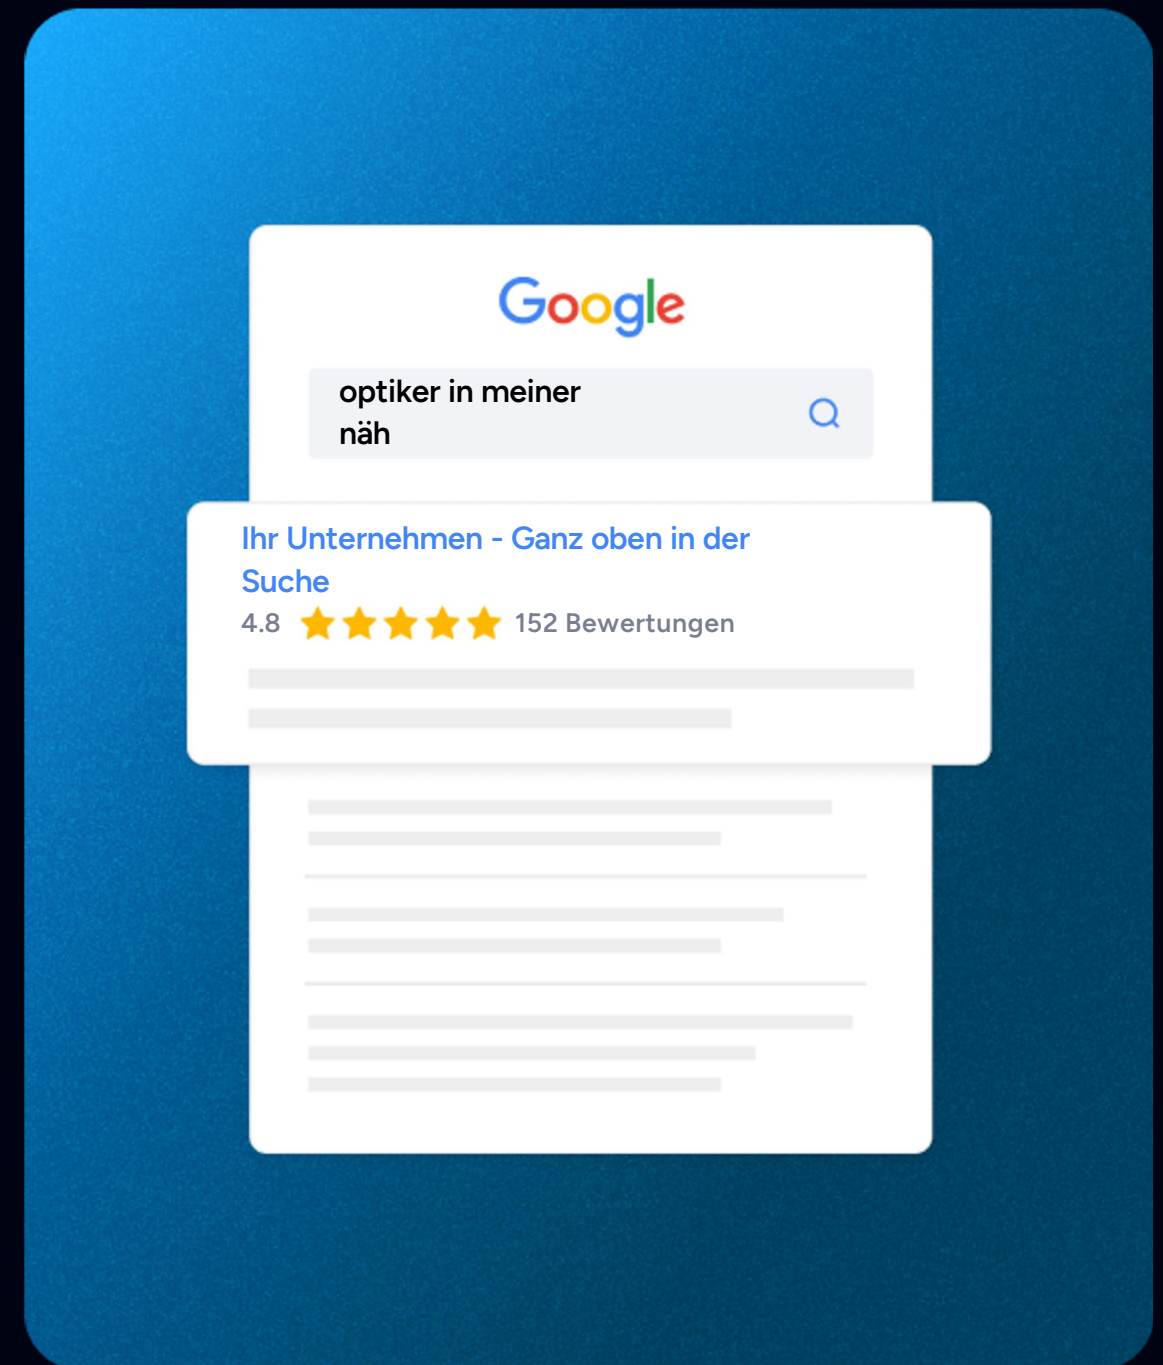 Google
optiker in meiner
näh
Ihr Unternehmen - Ganz oben in der
Suche
4.8 152 Bewertungen